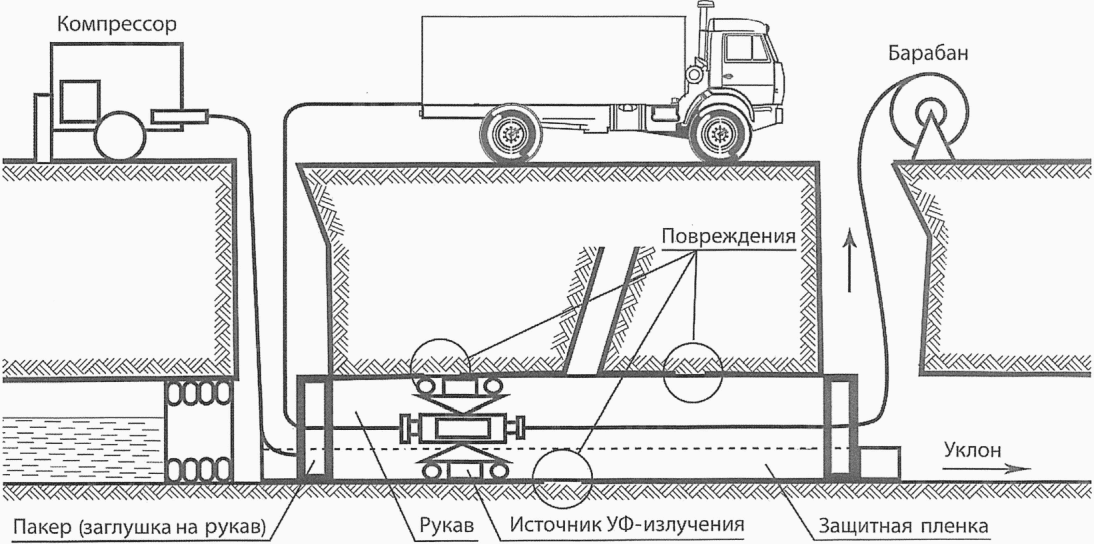 Компрессор
Барабан
Повреждения
Уклон
Пакер (заглушка на рукав)
Рукав
Источник УФ-излучения
Защитная пленка